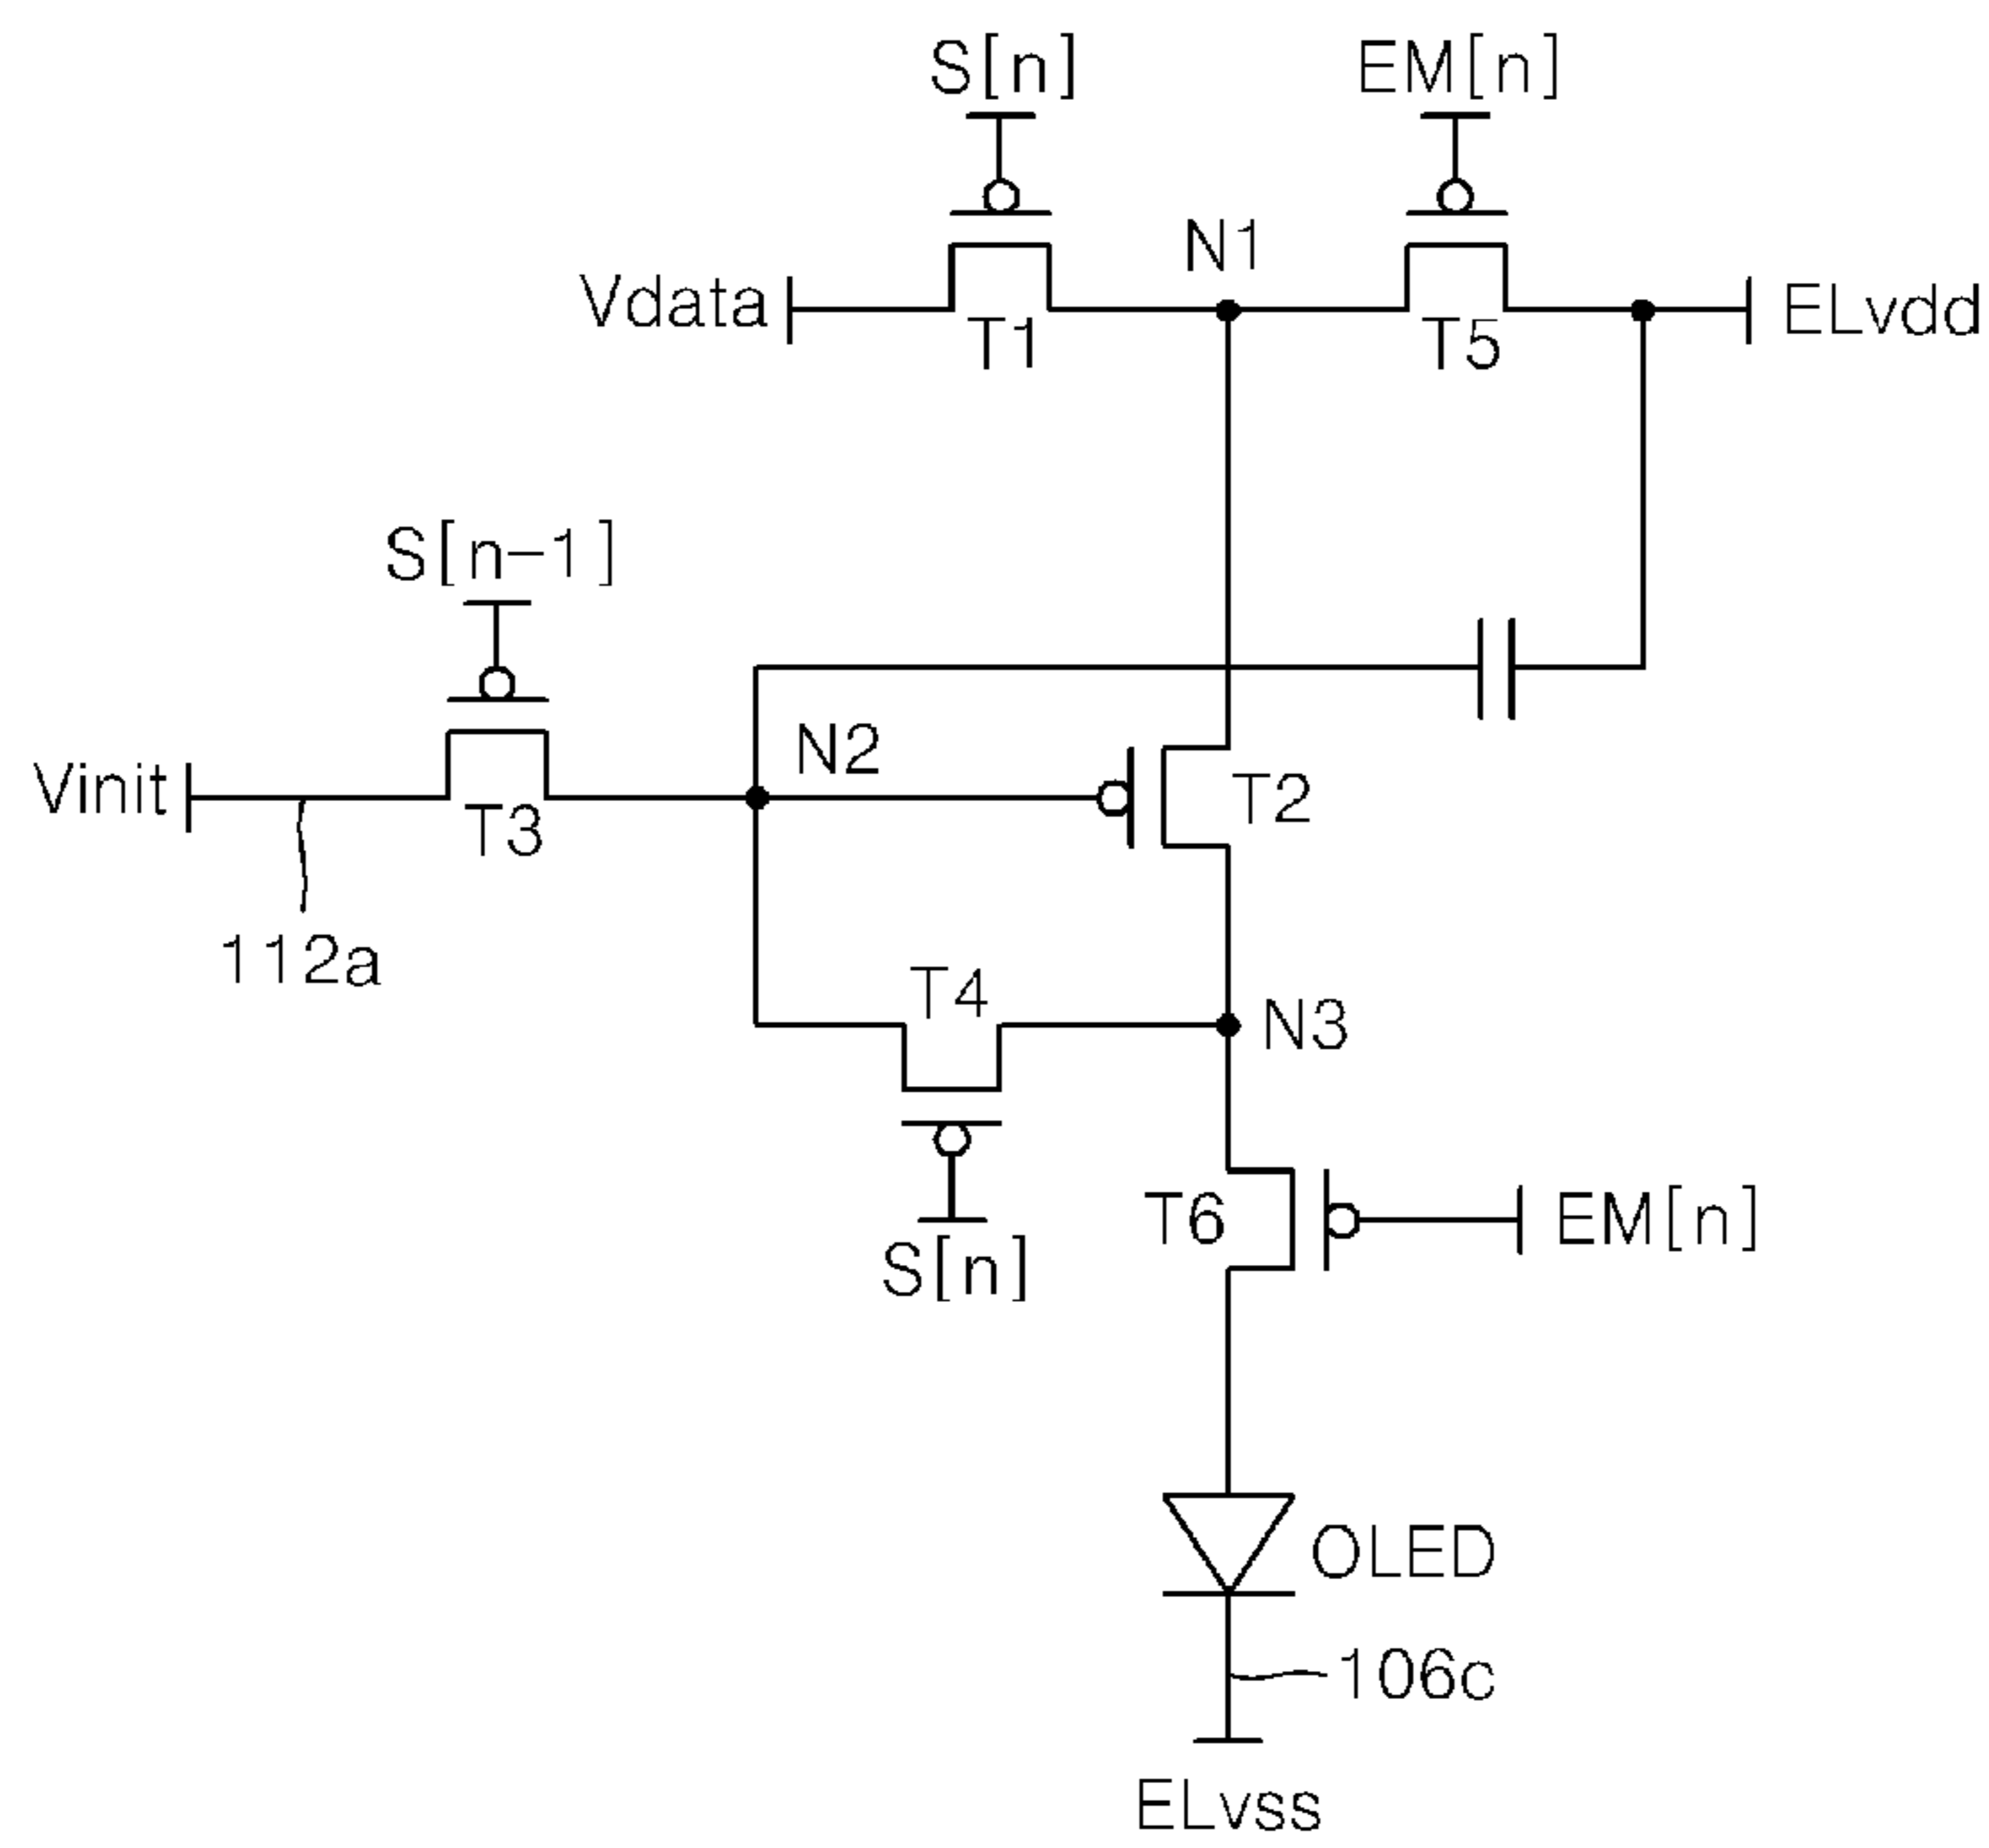 S[n]
EM[n]
N1
Vdata
ELvdd
T1
T5
S[n-1]
N2
Vinit
T2
T3
112a
T4
N3
T6
EM[n]
S[n]
OLED
106c
ELvss